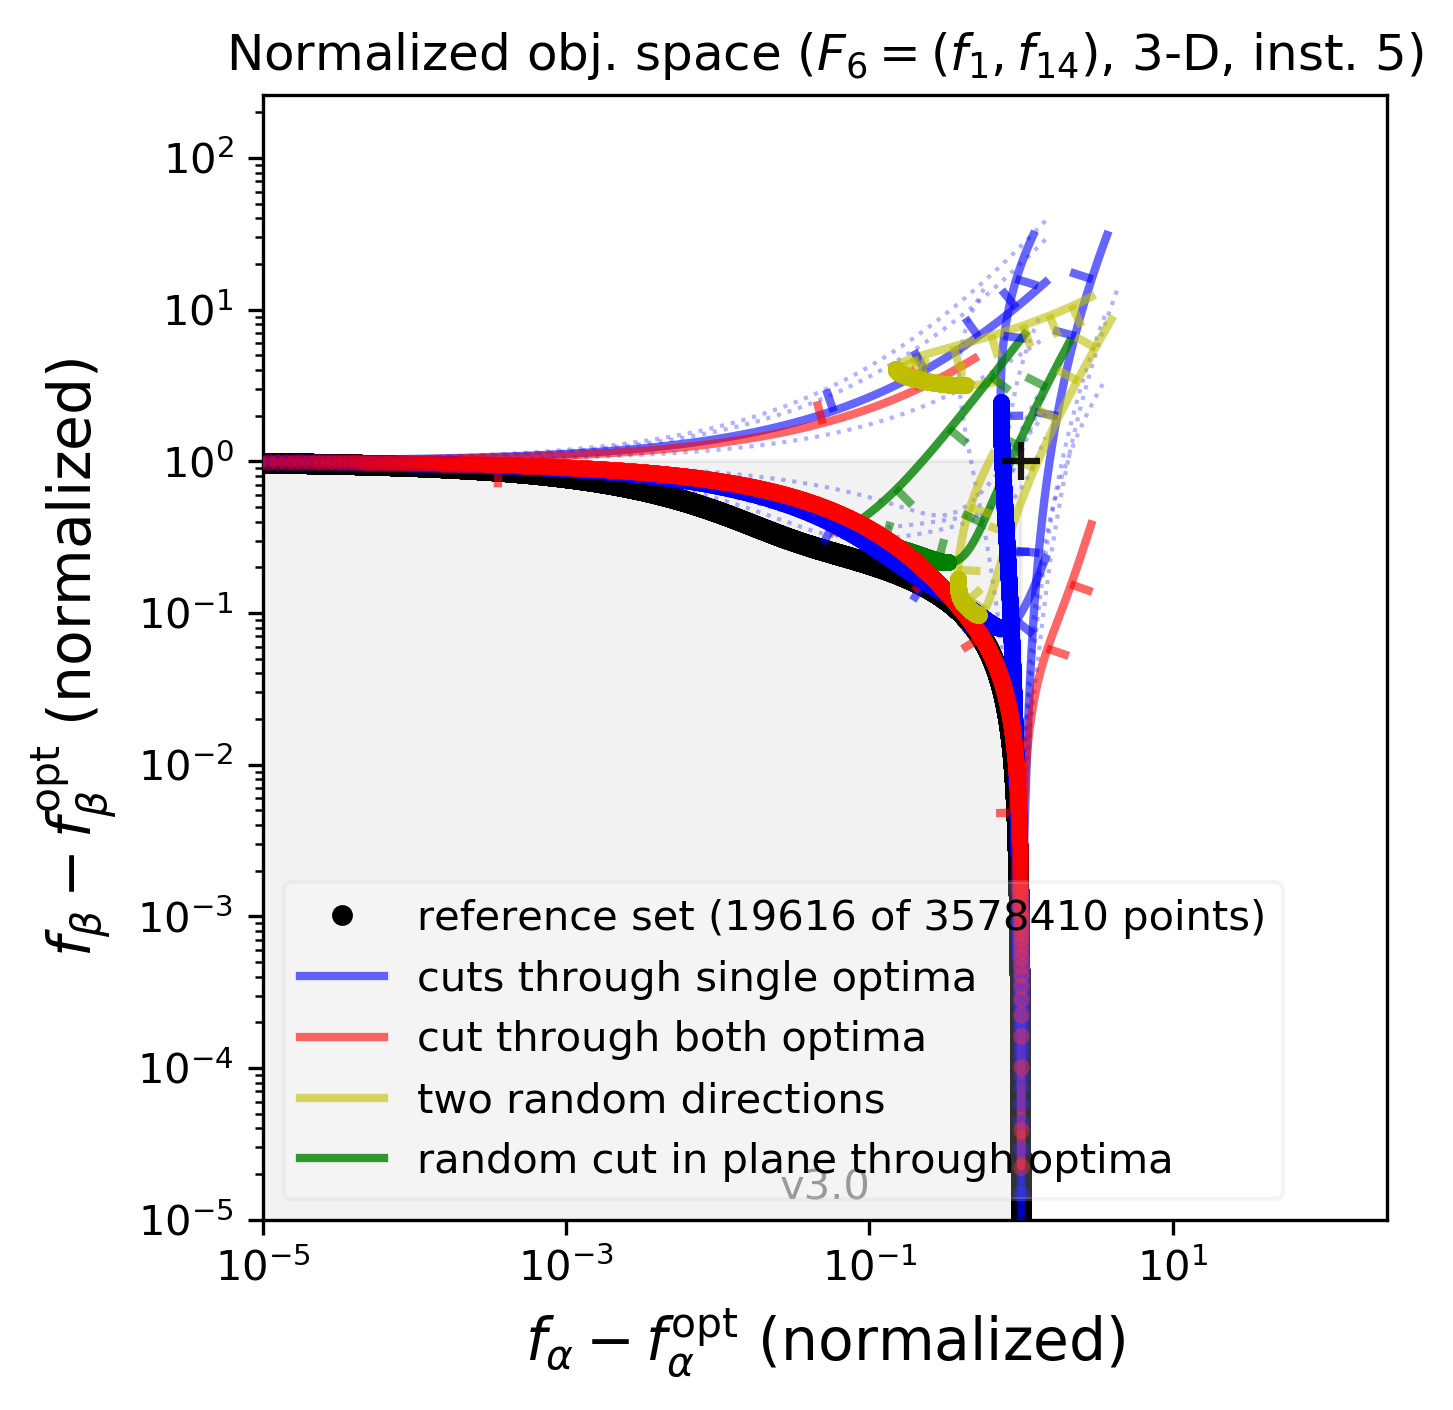 Normalized obj. space (F₆ = (f₁, f₁₄), 3-D, inst. 5)
10²
10¹
10⁰
10⁻¹
10⁻²
10⁻³
10⁻⁴
10⁻⁵
f_β − f_β^opt (normalized)
reference set (19616 of 3578410 points)
cuts through single optima
cut through both optima
two random directions
random cut in plane through optima
v3.0
10⁻⁵ 10⁻³ 10⁻¹ 10¹
f_α − f_α^opt (normalized)